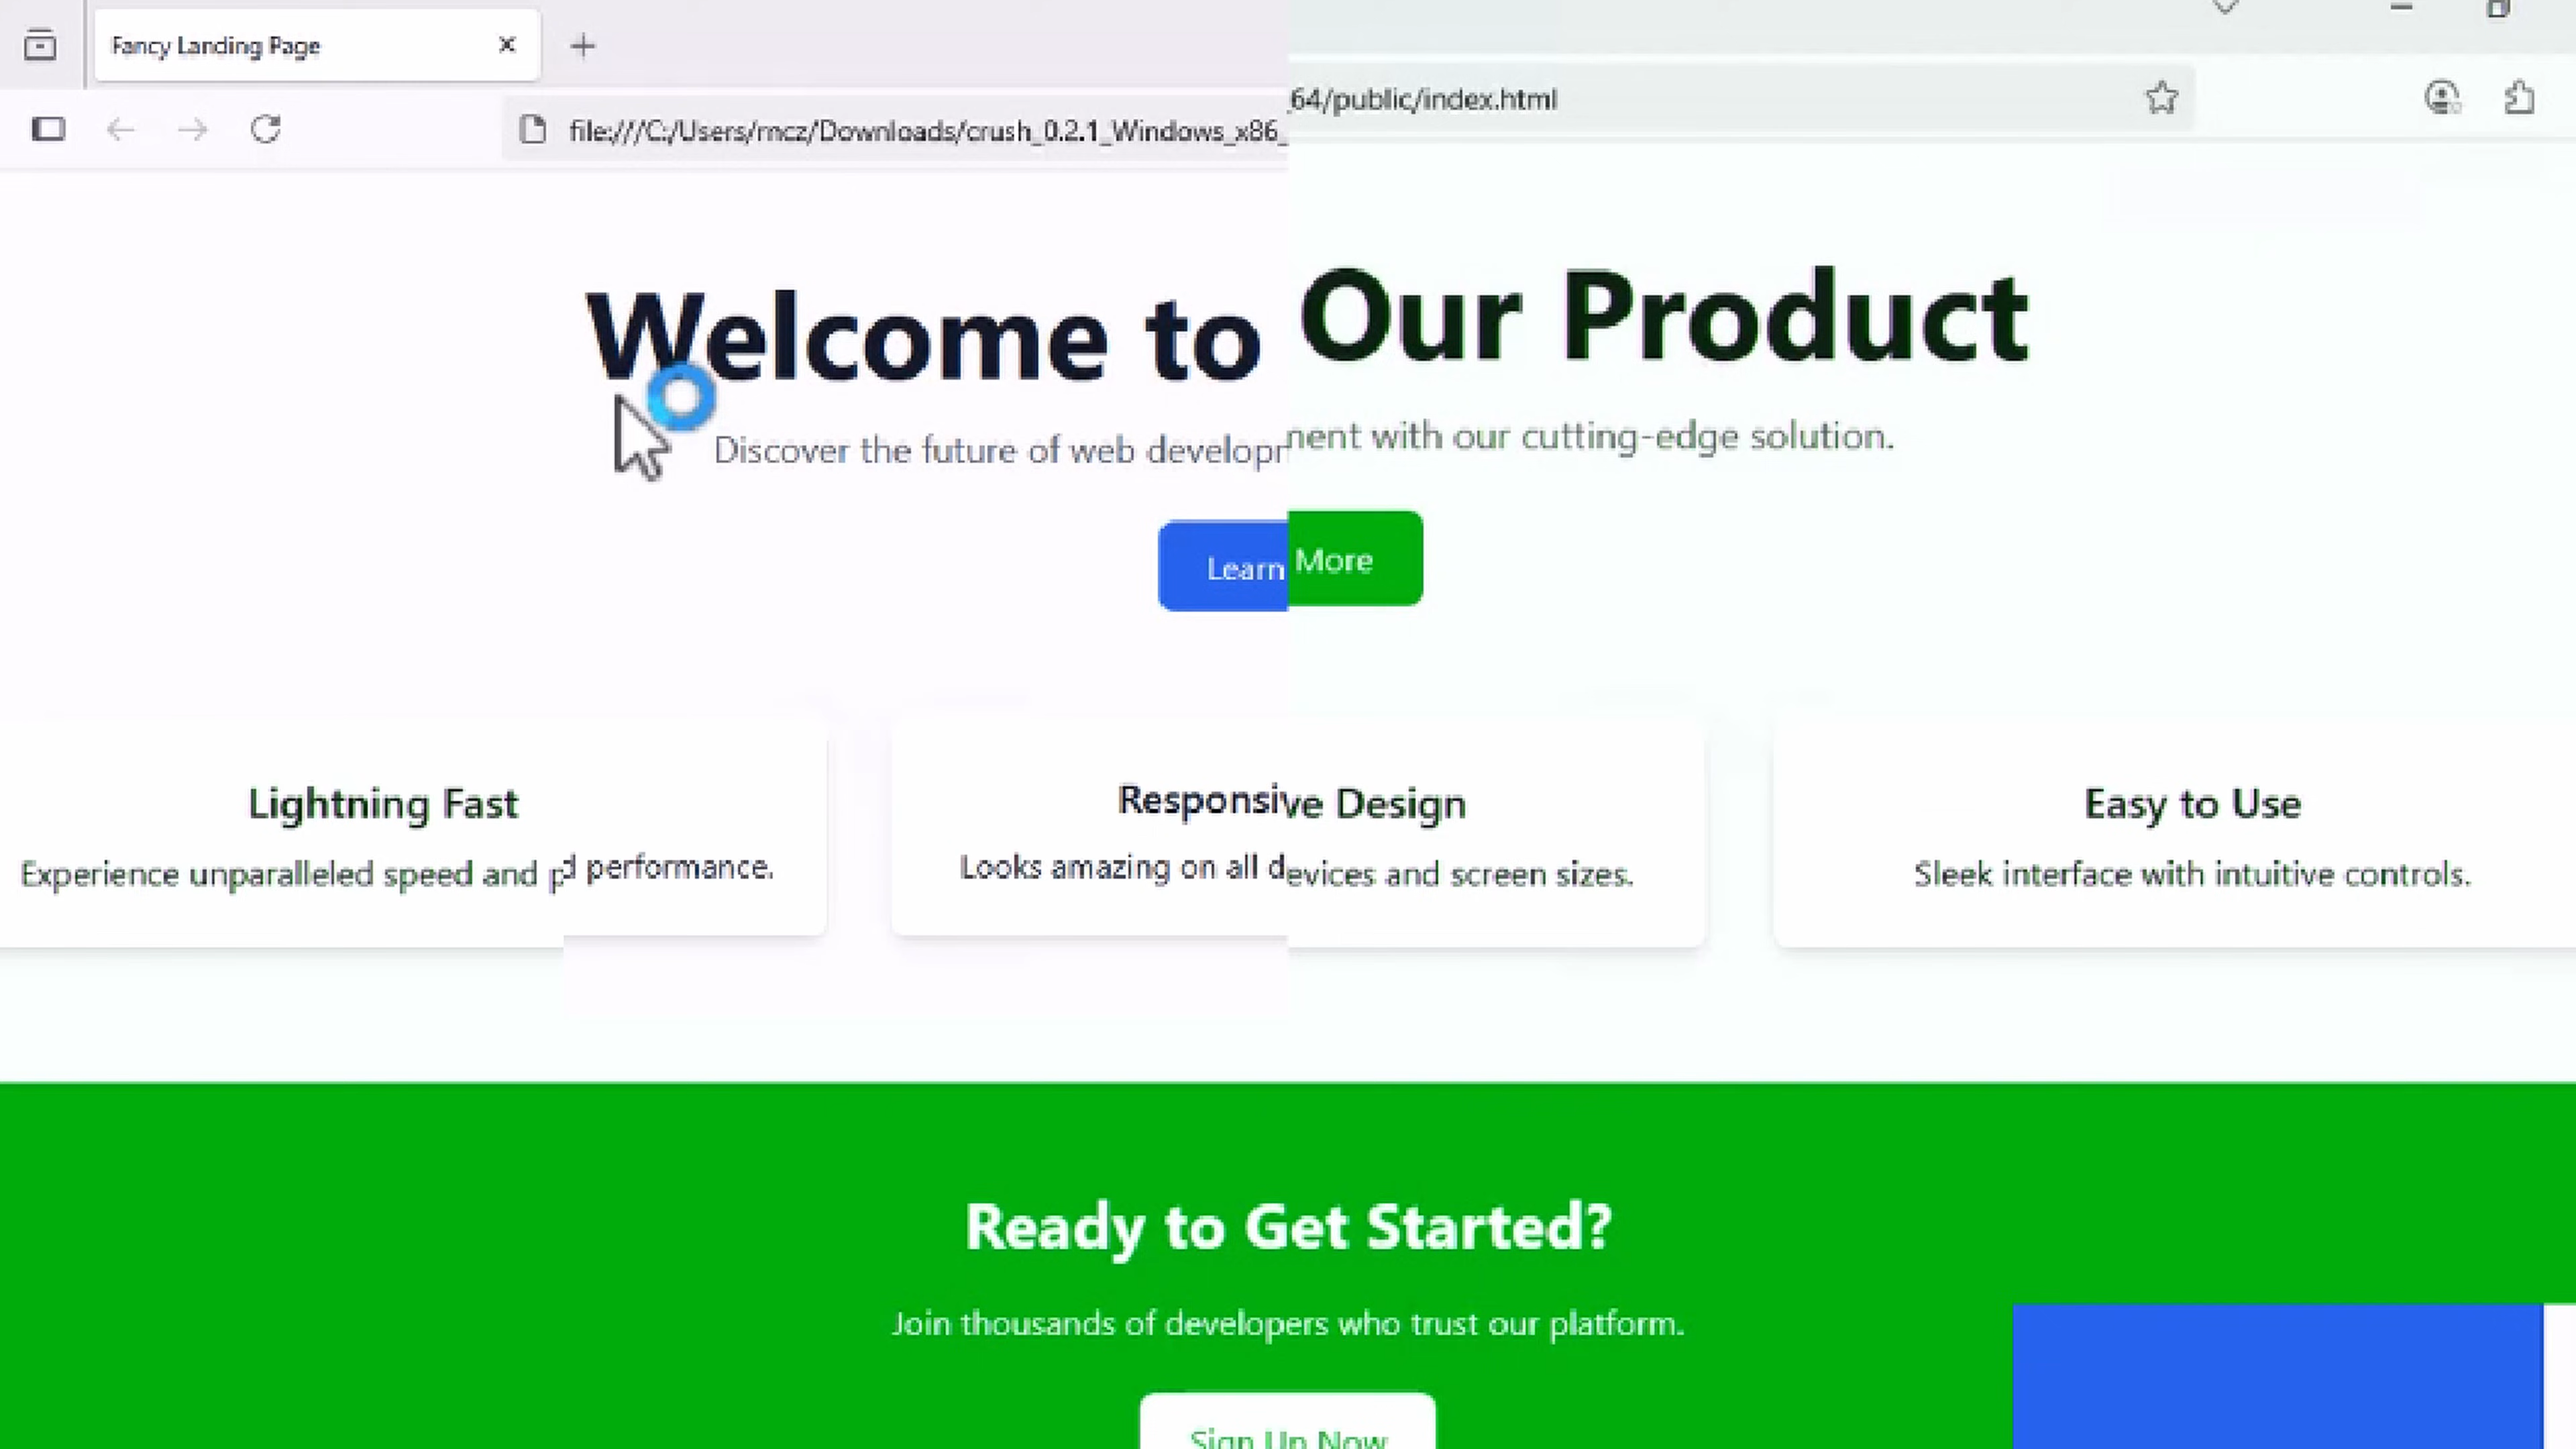 Fancy Landing Page
file:///C:/Users/mcz/Downloads/crush_0.2.1_Windows_x86_64/public/index.html
Welcome to Our Product
Discover the future of web development with our cutting-edge solution.
Learn More
Lightning Fast
Experience unparalleled speed and performance.
Responsive Design
Looks amazing on all devices and screen sizes.
Easy to Use
Sleek interface with intuitive controls.
Ready to Get Started?
Join thousands of developers who trust our platform.
Sign Up Now